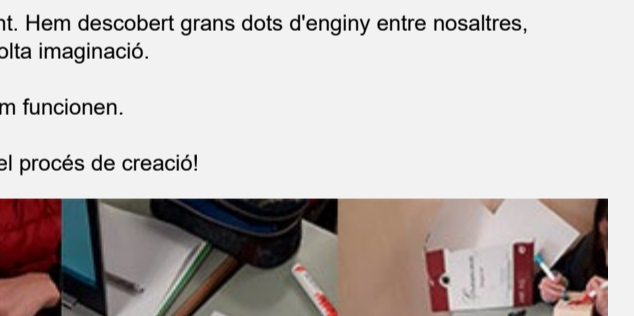 nt. Hem descobert grans dots d'enginy entre nosaltres,
olta imaginació.
m funcionen.
el procés de creació!